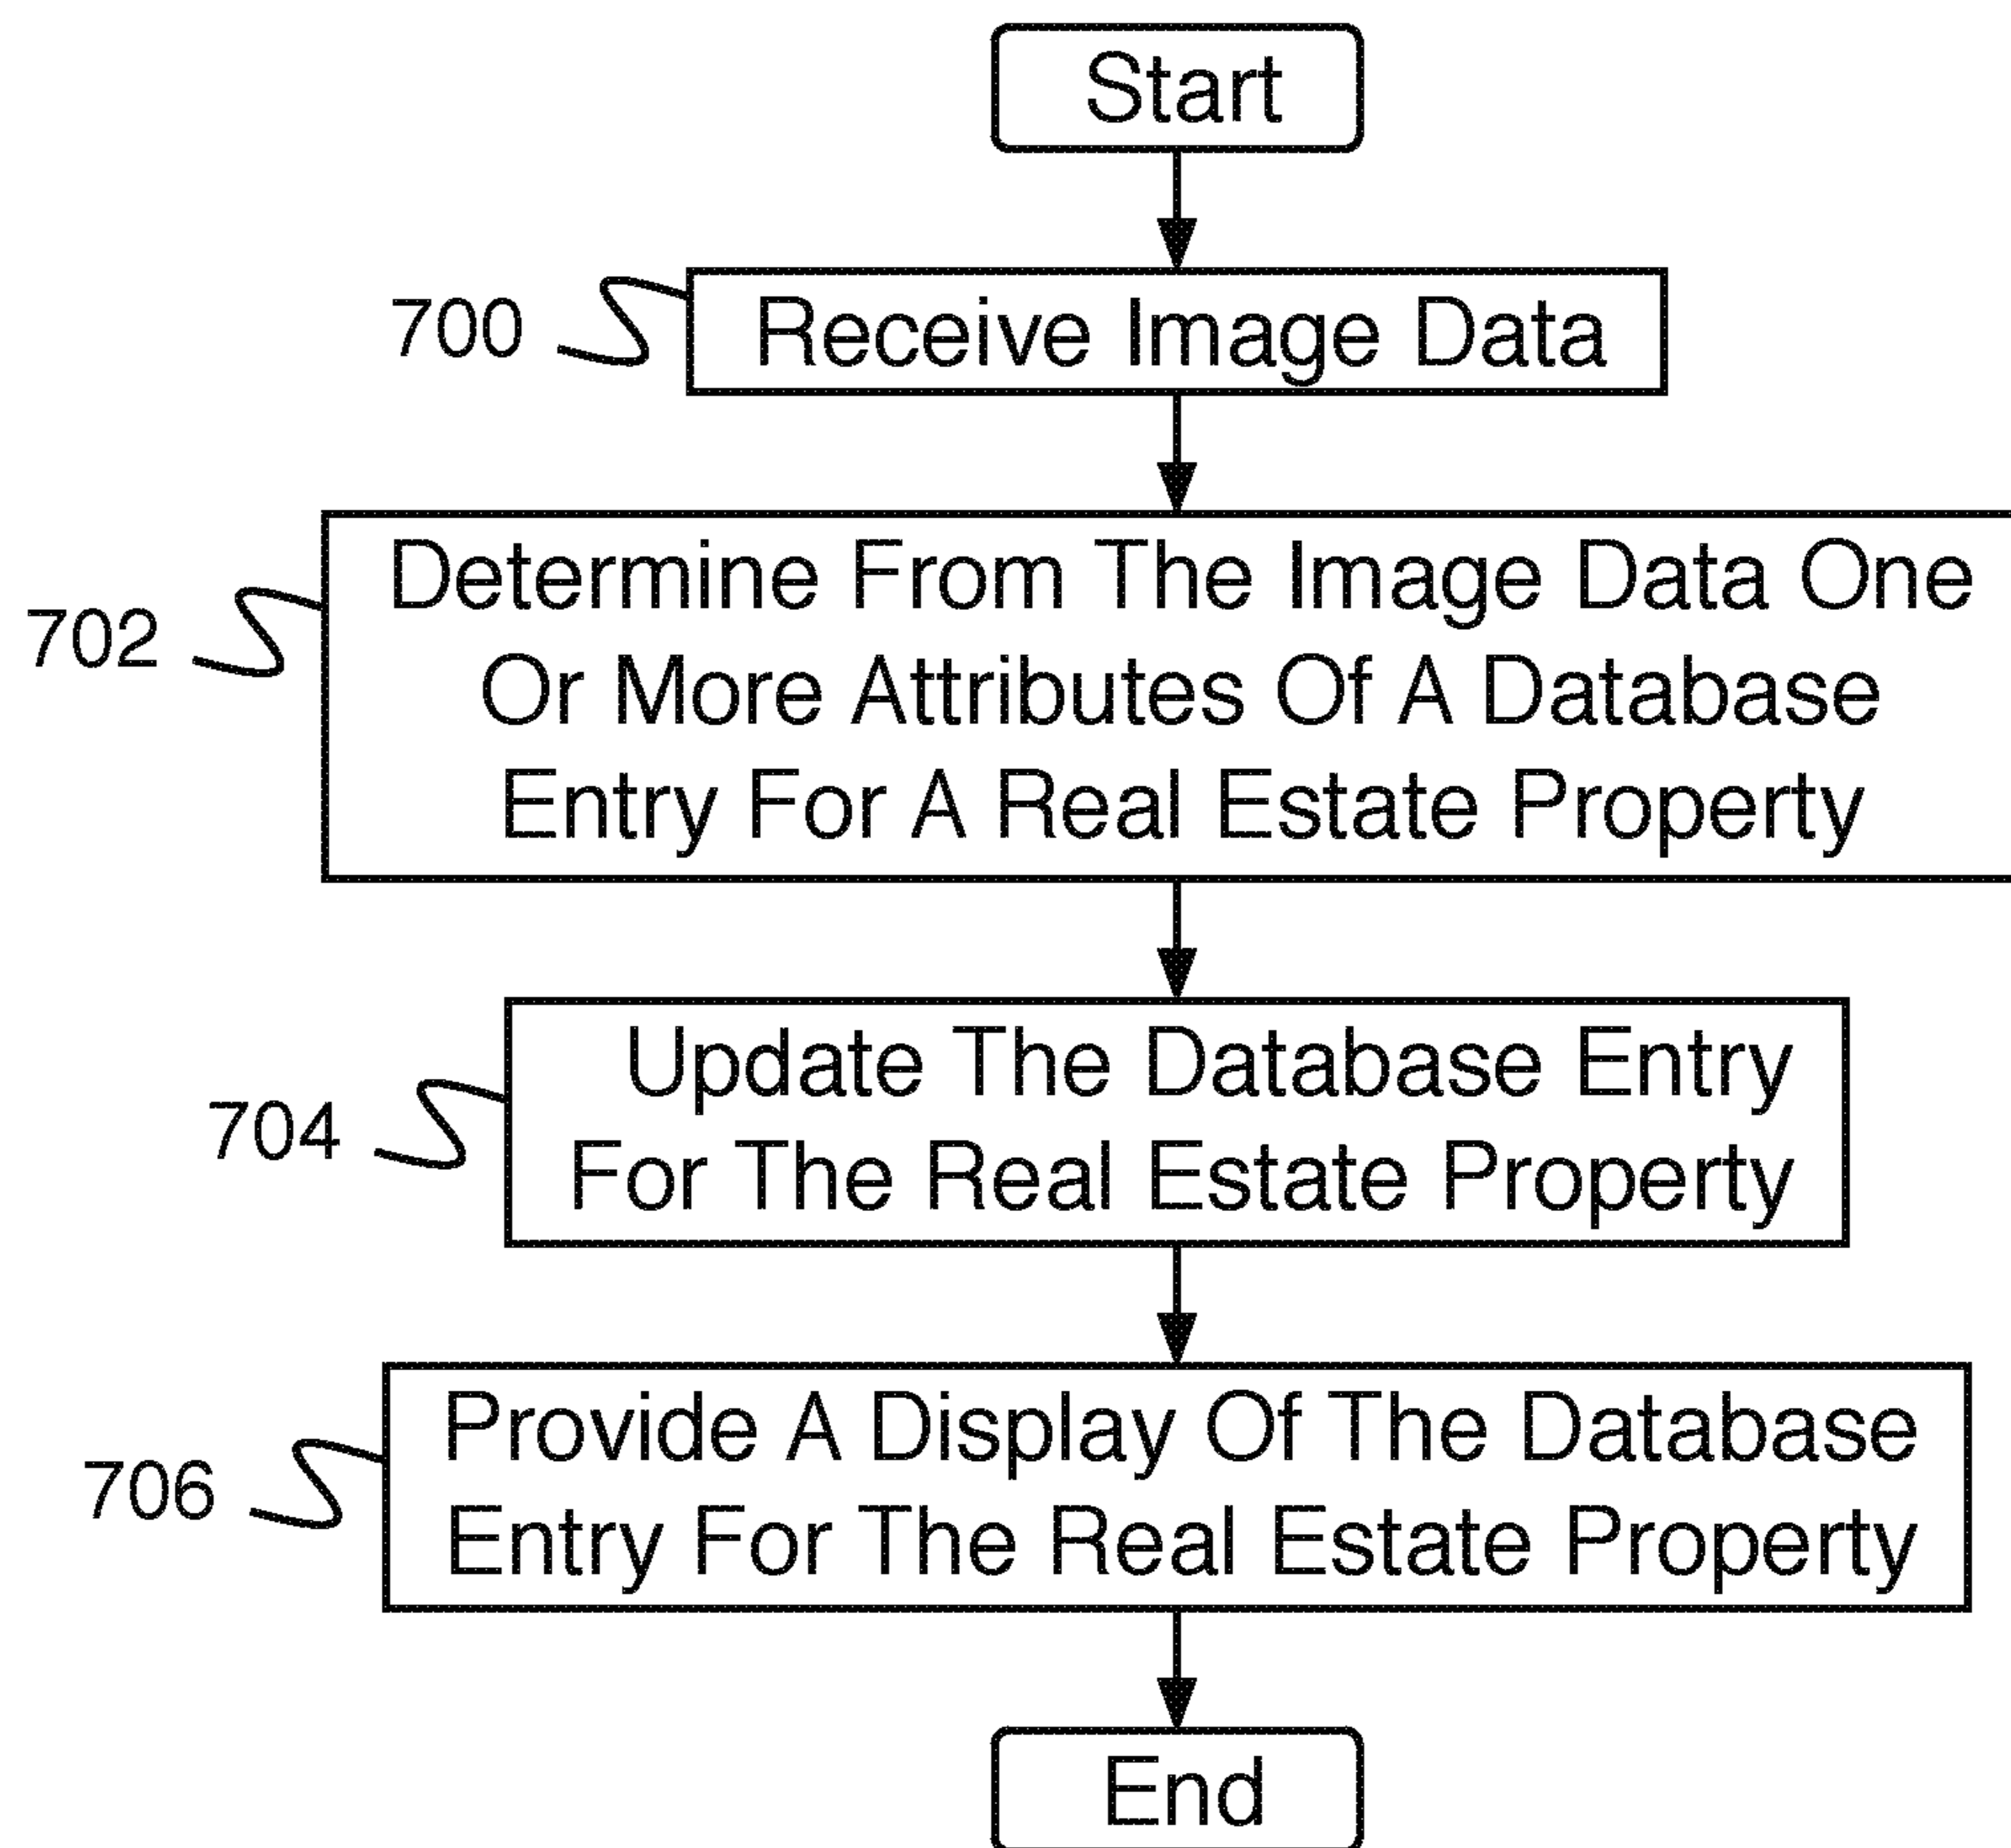 Start
700
Receive Image Data
702
Determine From The Image Data One
Or More Attributes Of A Database
Entry For A Real Estate Property
704
Update The Database Entry
For The Real Estate Property
706
Provide A Display Of The Database
Entry For The Real Estate Property
End